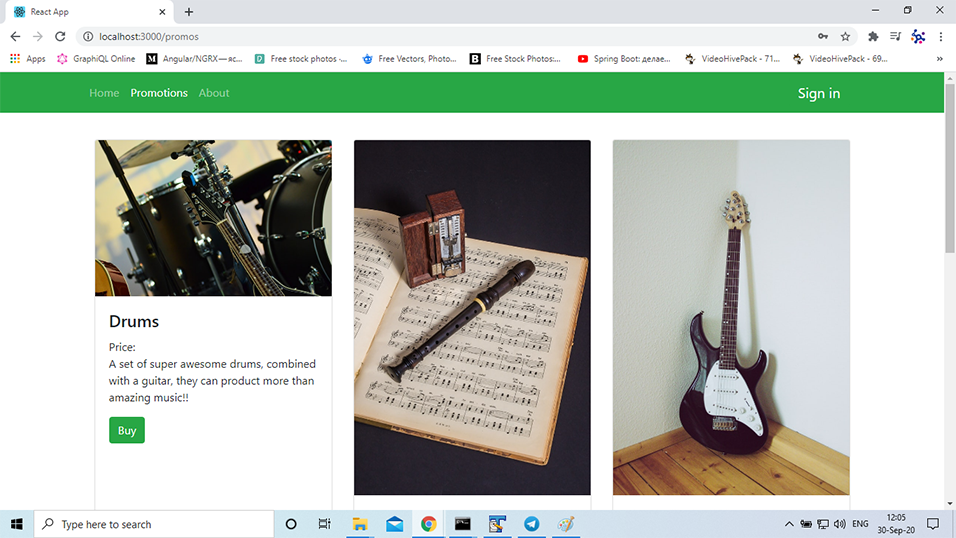 React App
localhost:3000/promos
Apps
GraphiQL Online
Angular/NGRX — яс...
Free stock photos -...
Free Vectors, Photo...
Free Stock Photos:...
Spring Boot: делае...
VideoHivePack - 71...
VideoHivePack - 69...
Home
Promotions
About
Sign in
Drums
Price:
A set of super awesome drums, combined
with a guitar, they can product more than
amazing music!!
Buy
Type here to search
ENG
12:05
30-Sep-20